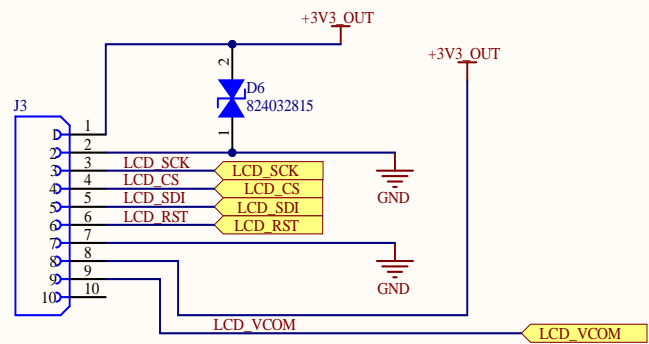 +3V3_OUT
+3V3_OUT
2
D6
824032815
J3
1
1 1
2 2
3 3 LCD_SCK LCD_SCK
4 4 LCD_CS LCD_CS
5 5 LCD_SDI LCD_SDI
6 6 LCD_RST LCD_RST
GND
7 7
8 8
9 9
10 10
GND
LCD_VCOM LCD_VCOM